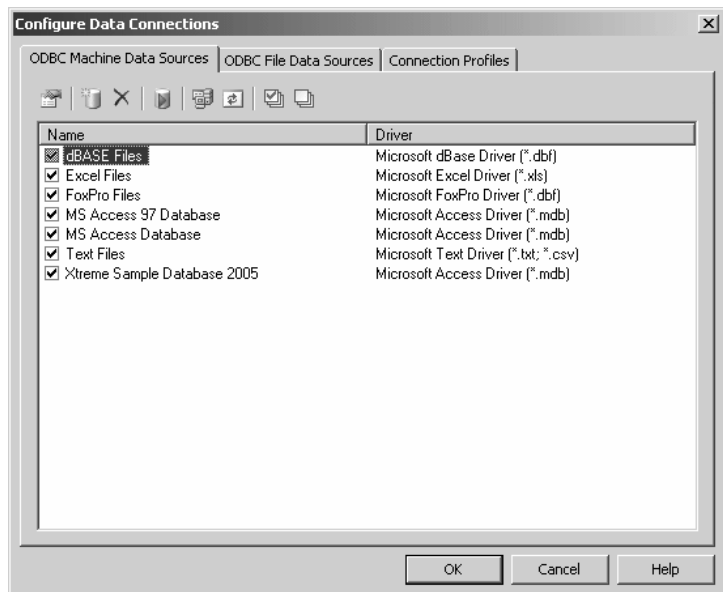 Configure Data Connections
ODBC Machine Data Sources ODBC File Data Sources Connection Profiles
Name Driver
dBASE Files Microsoft dBase Driver (*.dbf)
Excel Files Microsoft Excel Driver (*.xls)
FoxPro Files Microsoft FoxPro Driver (*.dbf)
MS Access 97 Database Microsoft Access Driver (*.mdb)
MS Access Database Microsoft Access Driver (*.mdb)
Text Files Microsoft Text Driver (*.txt; *.csv)
Xtreme Sample Database 2005 Microsoft Access Driver (*.mdb)
OK Cancel Help